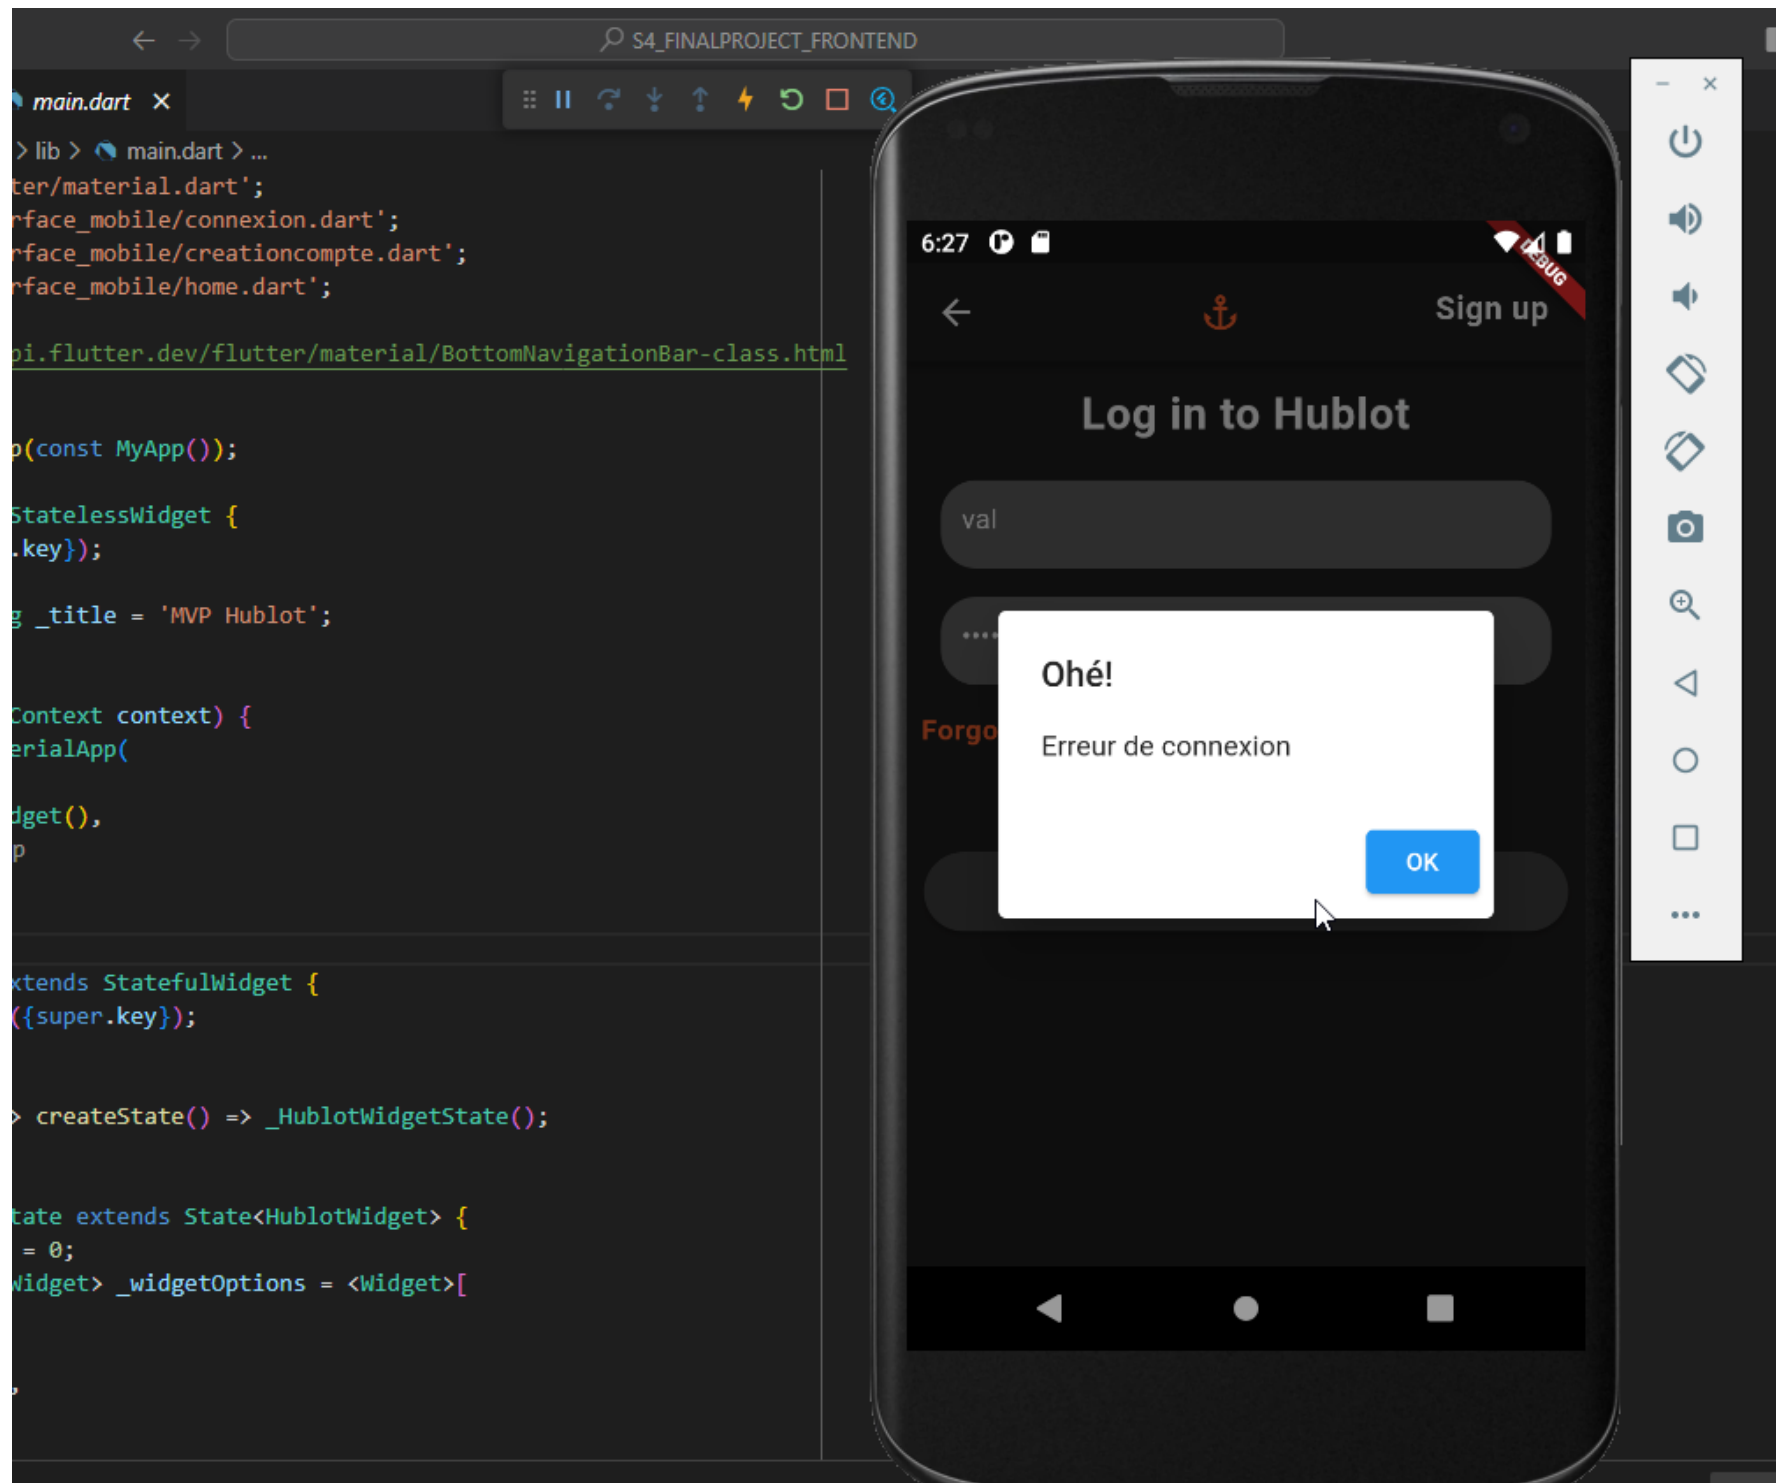 S4_FINALPROJECT_FRONTEND
main.dart
> lib > main.dart > ...
ter/material.dart';
rface_mobile/connexion.dart';
rface_mobile/creationcompte.dart';
rface_mobile/home.dart';
pi.flutter.dev/flutter/material/BottomNavigationBar-class.html
p(const MyApp());
StatelessWidget {
.key});
g _title = 'MVP Hublot';
Context context) {
erialApp(
dget(),
p
xtends StatefulWidget {
({super.key});
> createState() => _HublotWidgetState();
tate extends State<HublotWidget> {
= 0;
Widget> _widgetOptions = <Widget>[
,
6:27
DEBUG
Sign up
Log in to Hublot
val
••••
Forgo
Ohé!
Erreur de connexion
OK